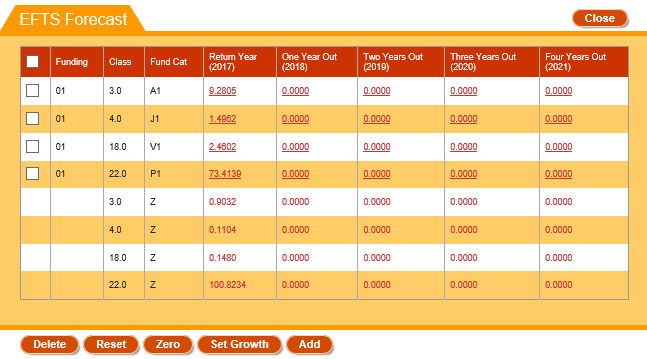 EFTS Forecast
Close
Funding Class Fund Cat Return Year (2017) One Year Out (2018) Two Years Out (2019) Three Years Out (2020) Four Years Out (2021)
01 3.0 A1 9.2805 0.0000 0.0000 0.0000 0.0000
01 4.0 J1 1.4962 0.0000 0.0000 0.0000 0.0000
01 18.0 V1 2.4602 0.0000 0.0000 0.0000 0.0000
01 22.0 P1 73.4139 0.0000 0.0000 0.0000 0.0000
3.0 Z 0.9032 0.0000 0.0000 0.0000 0.0000
4.0 Z 0.1104 0.0000 0.0000 0.0000 0.0000
18.0 Z 0.1480 0.0000 0.0000 0.0000 0.0000
22.0 Z 100.8234 0.0000 0.0000 0.0000 0.0000
Delete Reset Zero Set Growth Add